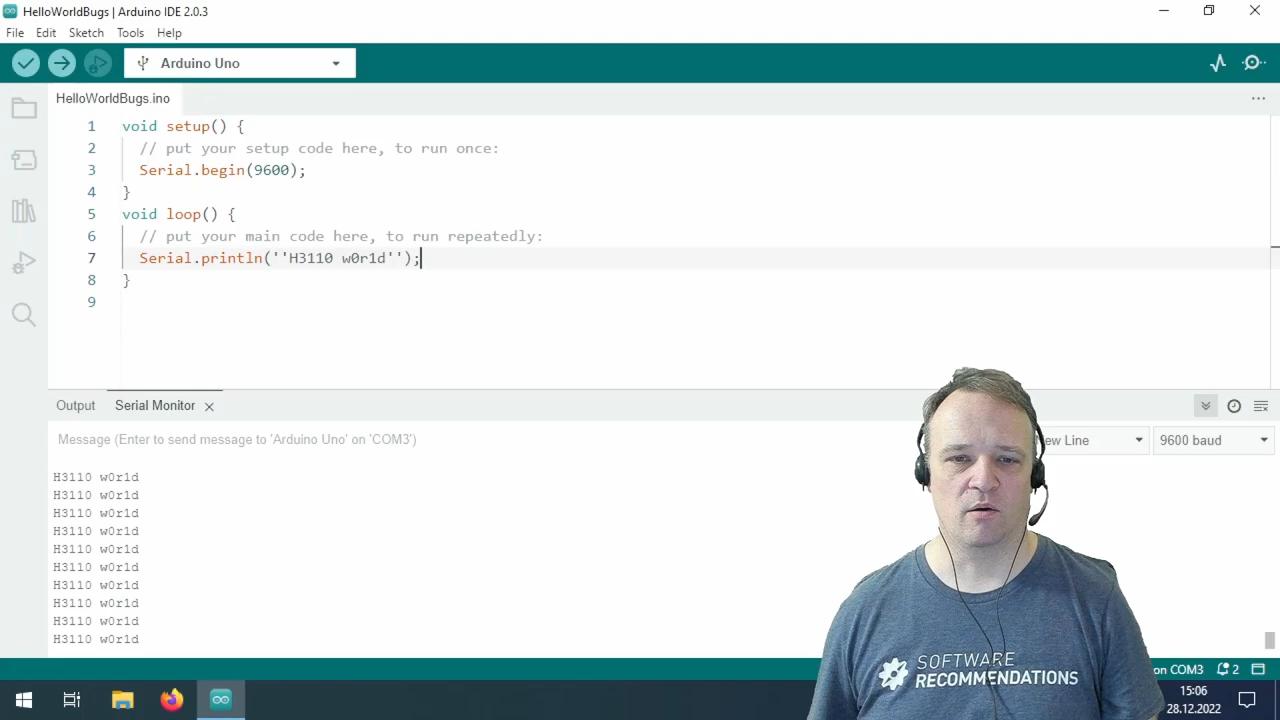 HelloWorldBugs | Arduino IDE 2.0.3
File Edit Sketch Tools Help
Arduino Uno
HelloWorldBugs.ino
1 void setup() {
2 // put your setup code here, to run once:
3 Serial.begin(9600);
4 }
5 void loop() {
6 // put your main code here, to run repeatedly:
7 Serial.println(''H3110 w0r1d'');
8 }
9
Output Serial Monitor
Message (Enter to send message to 'Arduino Uno' on 'COM3') Line 9600 baud
H3110 w0r1d
H3110 w0r1d
H3110 w0r1d
H3110 w0r1d
H3110 w0r1d
H3110 w0r1d
H3110 w0r1d
H3110 w0r1d
H3110 w0r1d
H3110 w0r1d
SOFTWARE
RECOMMENDATIONS
on COM3 2
15:06
28.12.2022